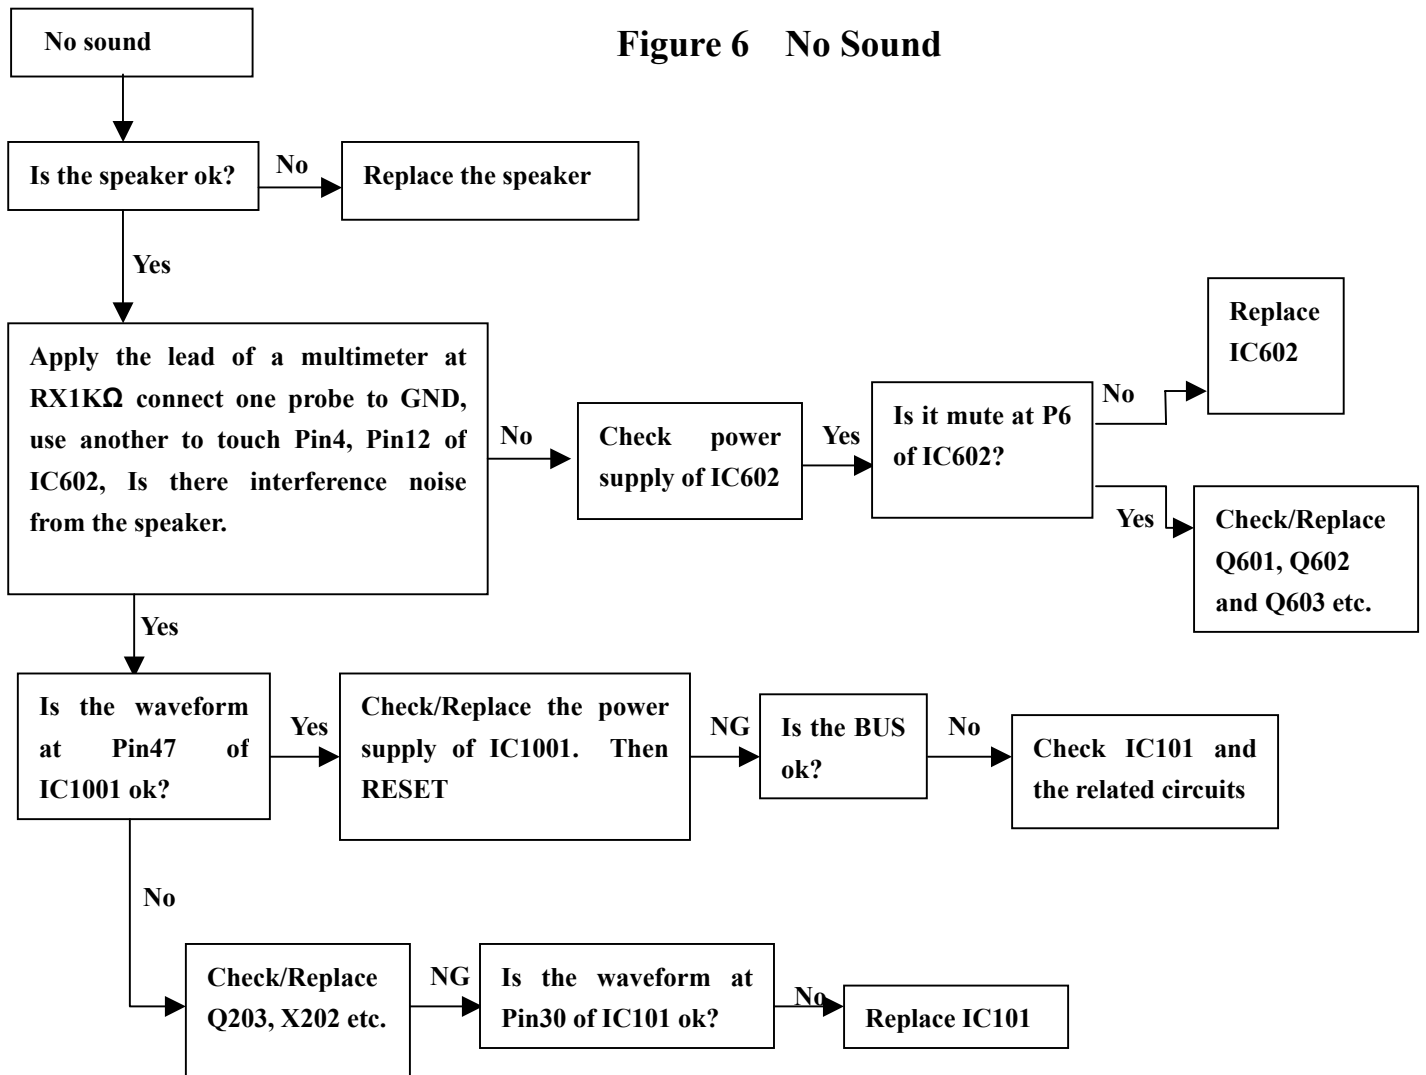 Figure 6 No Sound
No sound
Is the speaker ok?
No
Replace the speaker
Yes
Apply the lead of a multimeter at
RX1KΩ connect one probe to GND,
use another to touch Pin4, Pin12 of
IC602, Is there interference noise
from the speaker.
No
Check power
supply of IC602
Yes
Is it mute at P6
of IC602?
No
Replace
IC602
Yes
Check/Replace
Q601, Q602
and Q603 etc.
Yes
Is the waveform
at Pin47 of
IC1001 ok?
Yes
Check/Replace the power
supply of IC1001. Then
RESET
NG
Is the BUS
ok?
No
Check IC101 and
the related circuits
No
Check/Replace
Q203, X202 etc.
NG
Is the waveform at
Pin30 of IC101 ok?
No
Replace IC101